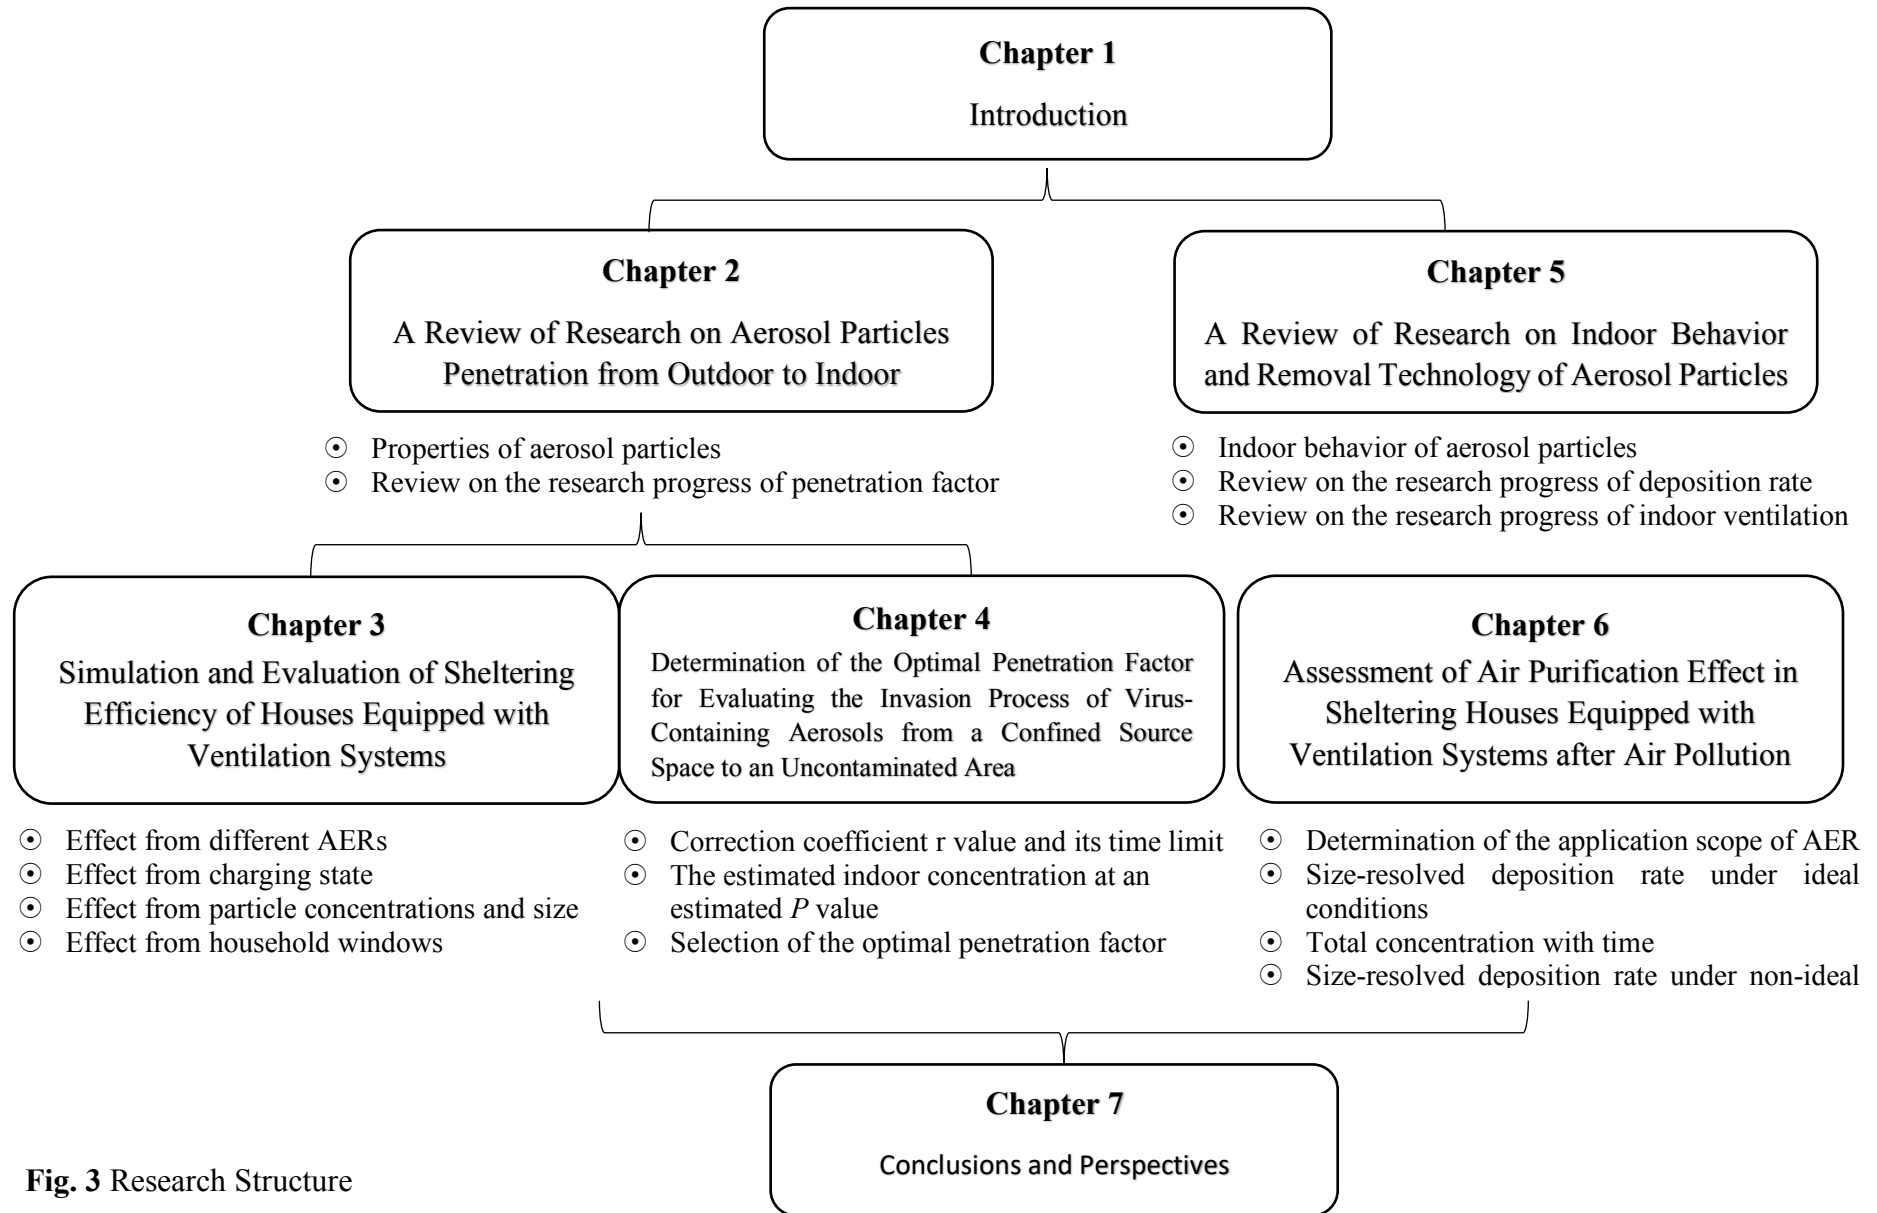 Chapter 1
Introduction
Chapter 2
A Review of Research on Aerosol Particles
Penetration from Outdoor to Indoor
⦿ Properties of aerosol particles
⦿ Review on the research progress of penetration factor
Chapter 5
A Review of Research on Indoor Behavior
and Removal Technology of Aerosol Particles
⦿ Indoor behavior of aerosol particles
⦿ Review on the research progress of deposition rate
⦿ Review on the research progress of indoor ventilation
Chapter 3
Simulation and Evaluation of Sheltering
Efficiency of Houses Equipped with
Ventilation Systems
⦿ Effect from different AERs
⦿ Effect from charging state
⦿ Effect from particle concentrations and size
⦿ Effect from household windows
Chapter 4
Determination of the Optimal Penetration Factor
for Evaluating the Invasion Process of Virus-
Containing Aerosols from a Confined Source
Space to an Uncontaminated Area
⦿ Correction coefficient r value and its time limit
⦿ The estimated indoor concentration at an
estimated P value
⦿ Selection of the optimal penetration factor
Chapter 6
Assessment of Air Purification Effect in
Sheltering Houses Equipped with
Ventilation Systems after Air Pollution
⦿ Determination of the application scope of AER
⦿ Size-resolved deposition rate under ideal
conditions
⦿ Total concentration with time
⦿ Size-resolved deposition rate under non-ideal
Chapter 7
Conclusions and Perspectives
Fig. 3 Research Structure